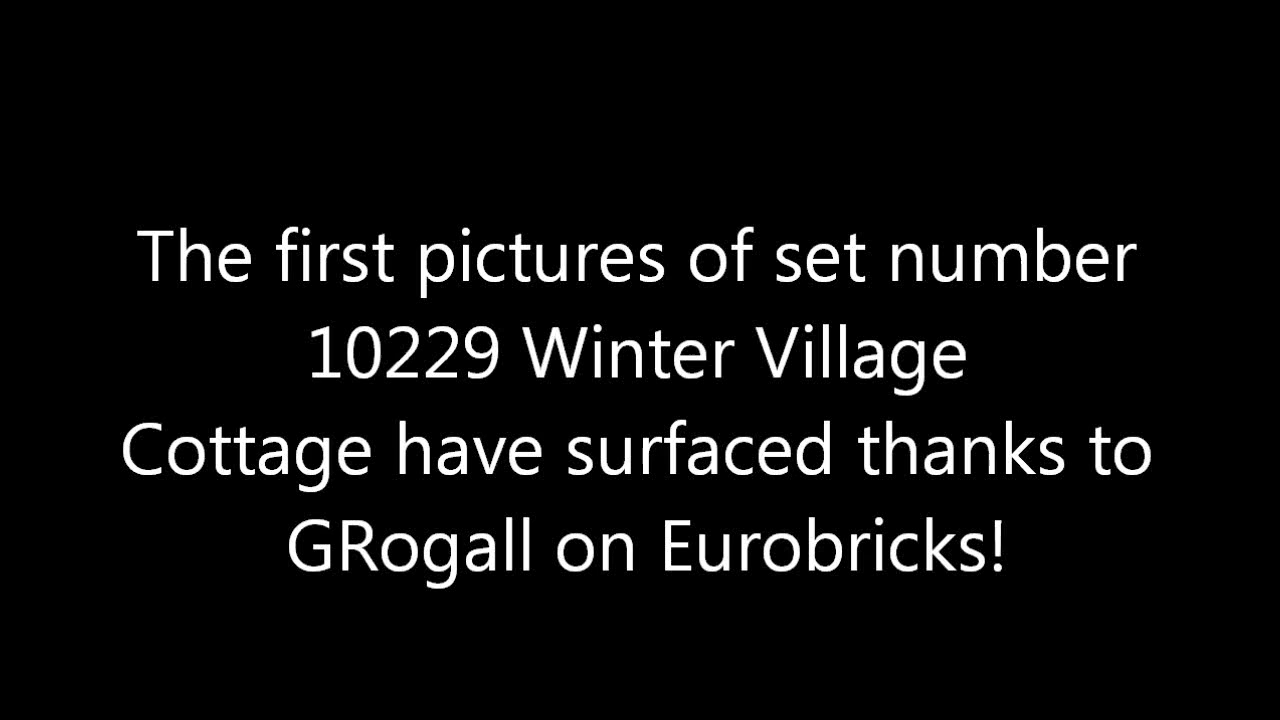 The first pictures of set number
10229 Winter Village
Cottage have surfaced thanks to
GRogall on Eurobricks!